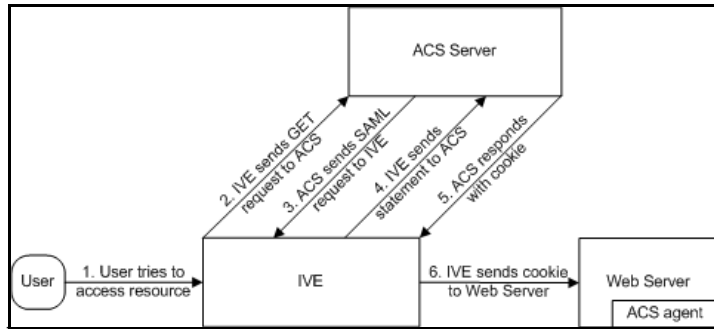 ACS Server
2. IVE sends GET
request to ACS
3. ACS sends SAML
request to IVE
4. IVE sends
statement to ACS
5. ACS responds
with cookie
User
1. User tries to
access resource
IVE
6. IVE sends cookie
to Web Server
Web Server
ACS agent